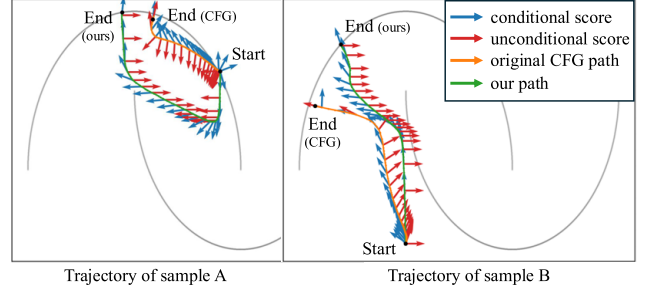 End
(ours)
End (CFG)
Start
End (ours)
End
(CFG)
Start
conditional score
unconditional score
original CFG path
our path
Trajectory of sample A
Trajectory of sample B